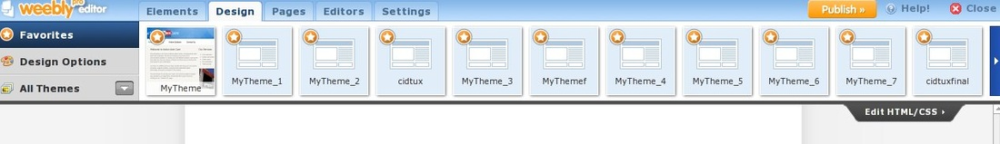 weebly pro editor
Elements Design Pages Editors Settings Publish » Help! Close
Favorites
Design Options
All Themes
MyTheme MyTheme_1 MyTheme_2 cidtux MyTheme_3 MyThemef MyTheme_4 MyTheme_5 MyTheme_6 MyTheme_7 cidtuxfinal
Edit HTML/CSS ›